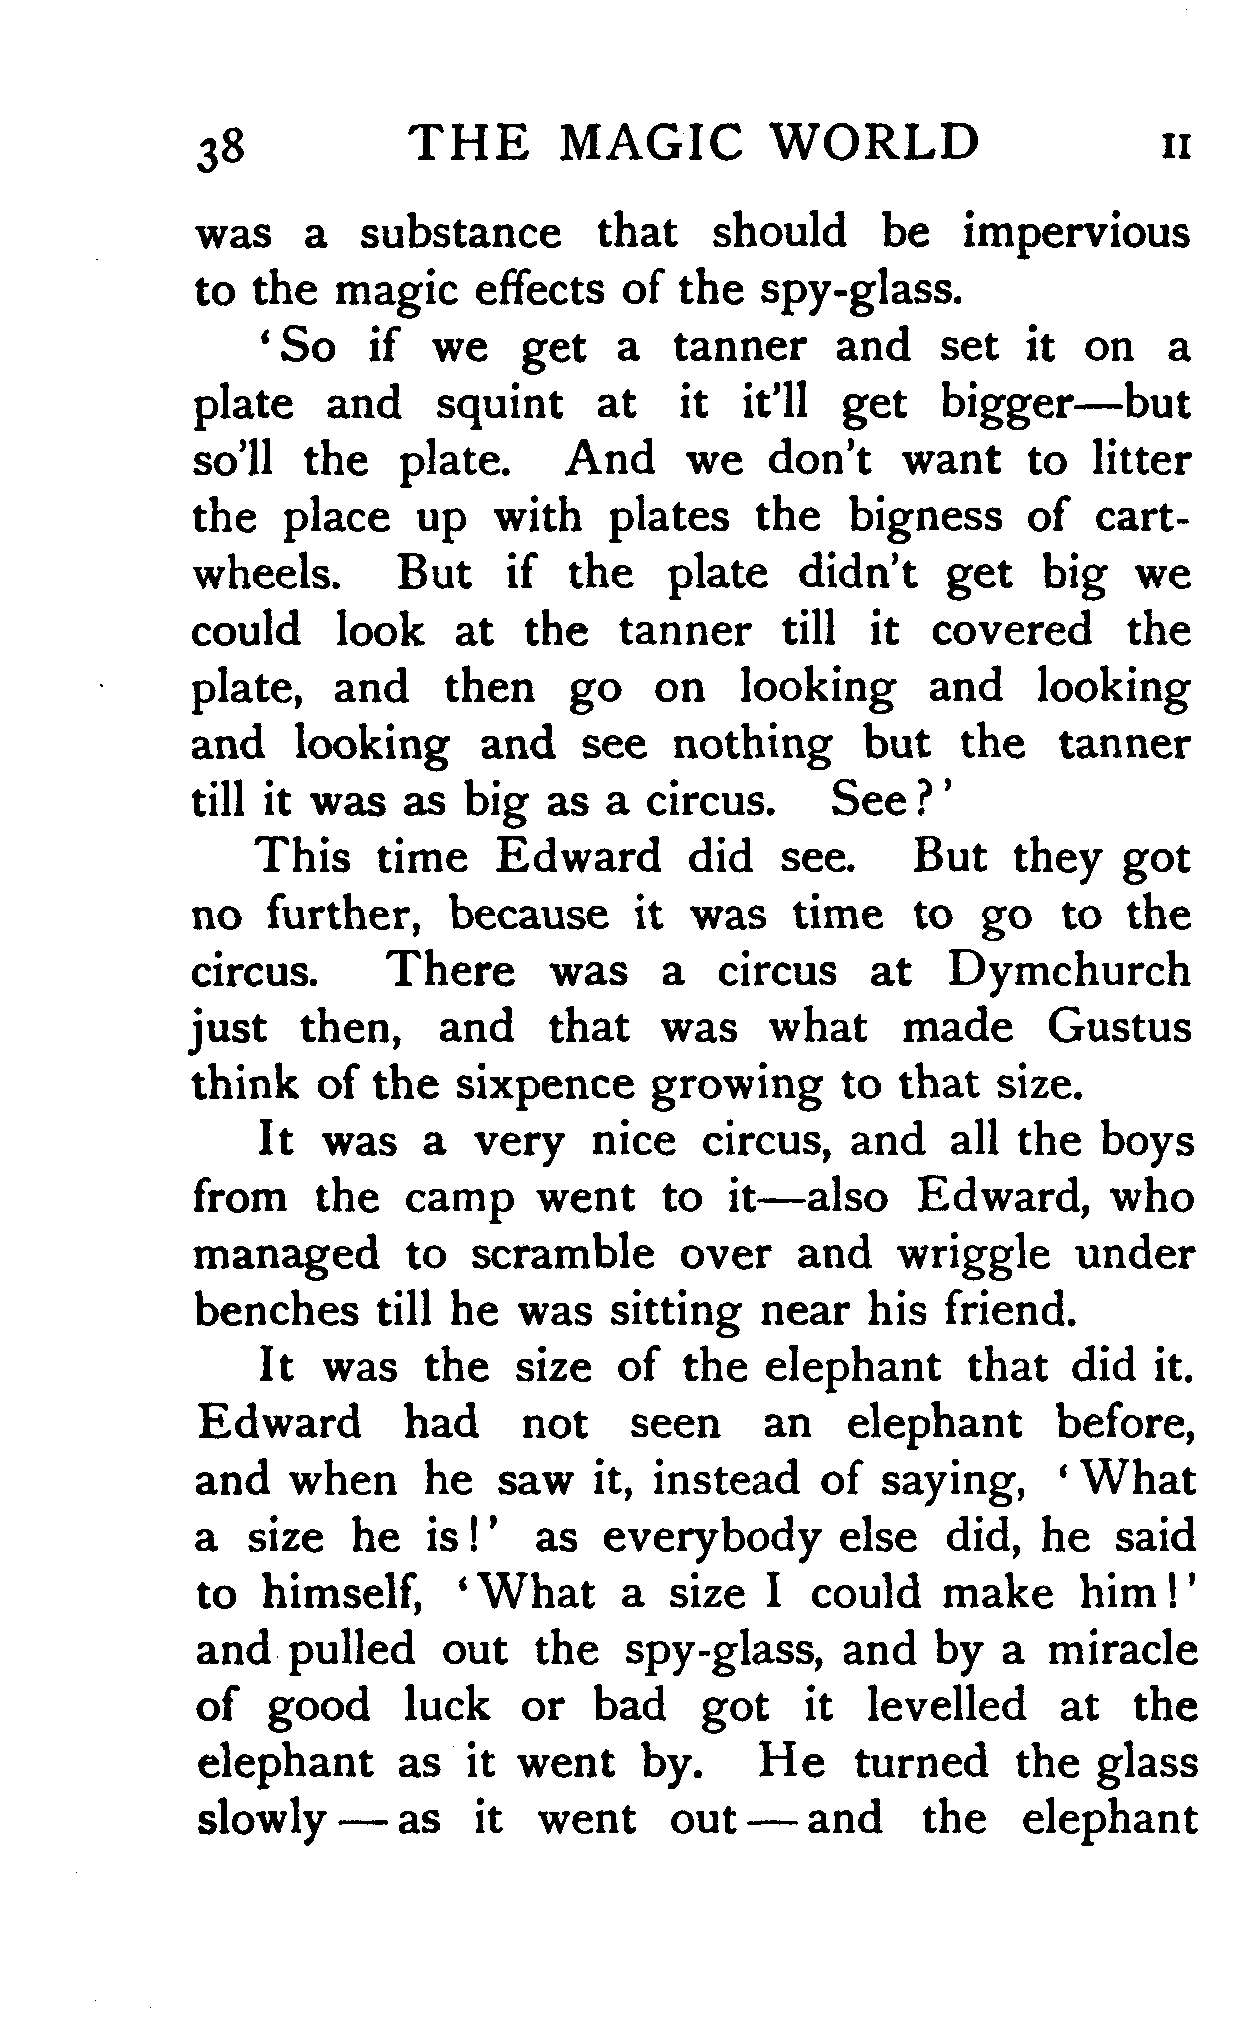 38 THE MAGIC WORLD II
was a substance that should be impervious
to the magic effects of the spy-glass.
‘So if we get a tanner and set it on a
plate and squint at it it’ll get bigger—but
so’ll the plate. And we don’t want to litter
the place up with plates the bigness of cart-
wheels. But if the plate didn’t get big we
could look at the tanner till it covered the
plate, and then go on looking and looking
and looking and see nothing but the tanner
till it was as big as a circus. See?’
This time Edward did see. But they got
no further, because it was time to go to the
circus. There was a circus at Dymchurch
just then, and that was what made Gustus
think of the sixpence growing to that size.
It was a very nice circus, and all the boys
from the camp went to it—also Edward, who
managed to scramble over and wriggle under
benches till he was sitting near his friend.
It was the size of the elephant that did it.
Edward had not seen an elephant before,
and when he saw it, instead of saying, ‘What
a size he is!’ as everybody else did, he said
to himself, ‘What a size I could make him!’
and pulled out the spy-glass, and by a miracle
of good luck or bad got it levelled at the
elephant as it went by. He turned the glass
slowly—as it went out—and the elephant